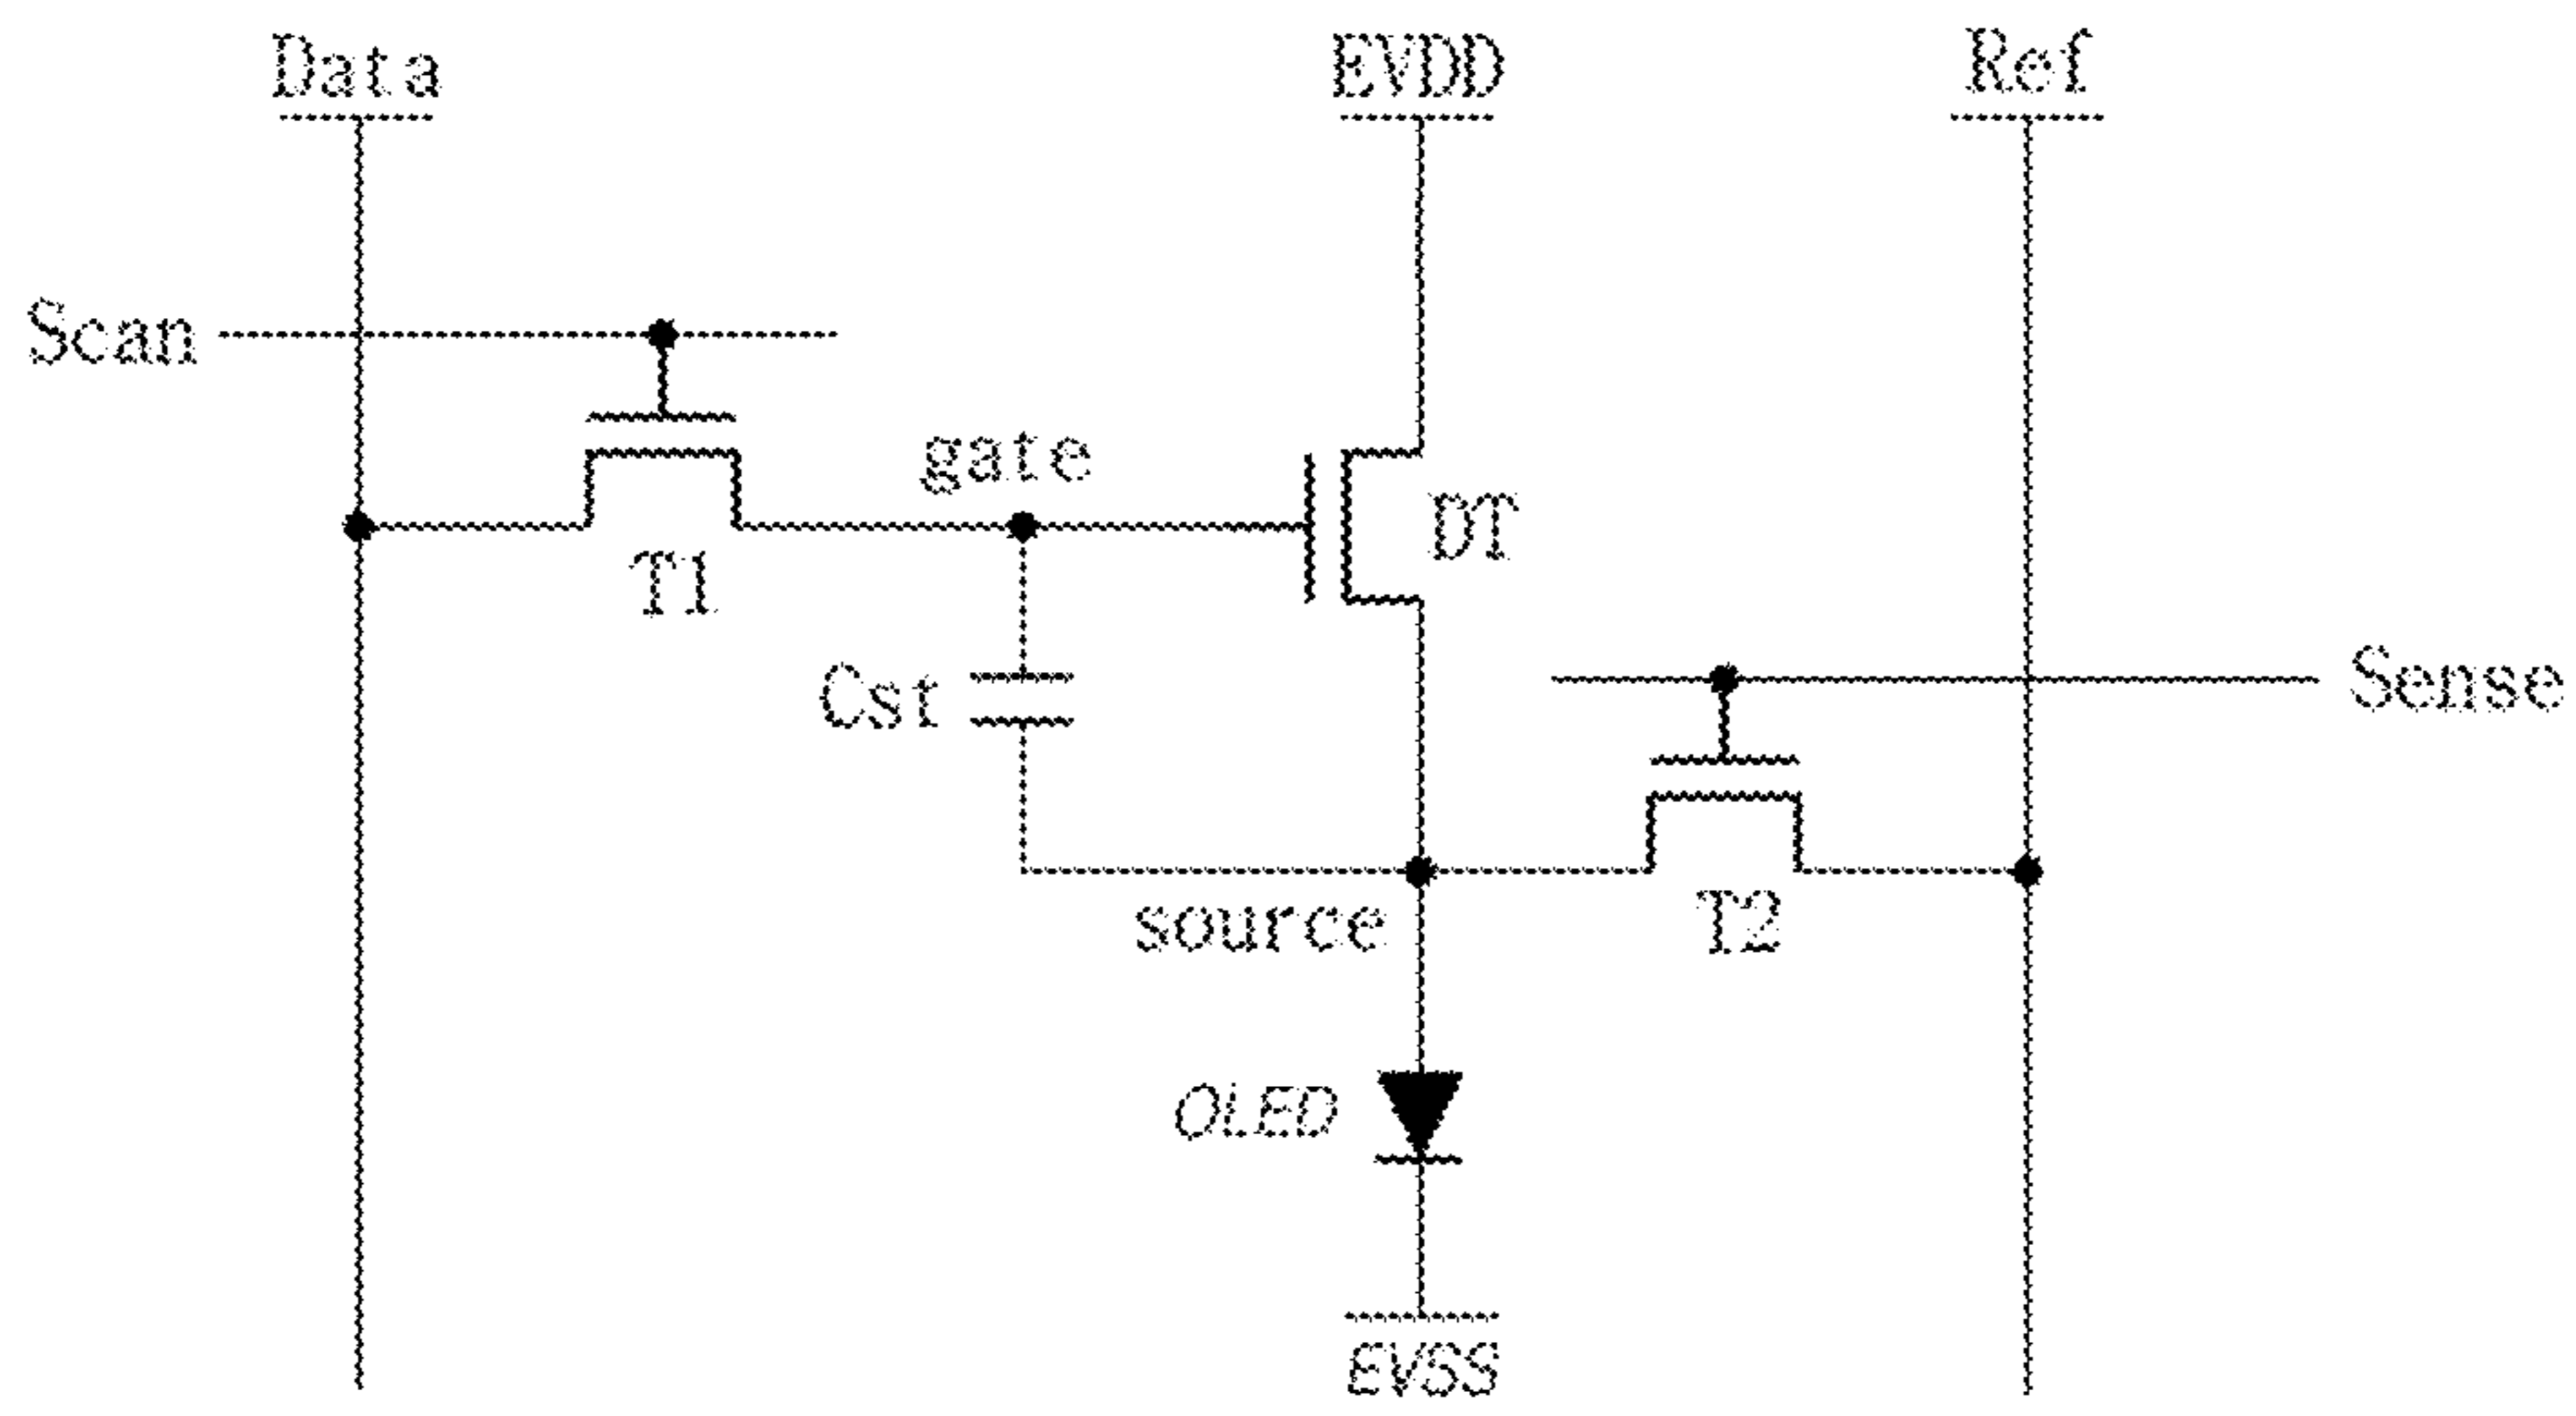 Data
EVDD
Ref
Scan
gate
DT
T1
Cst
Sense
source
T2
OLED
EVSS